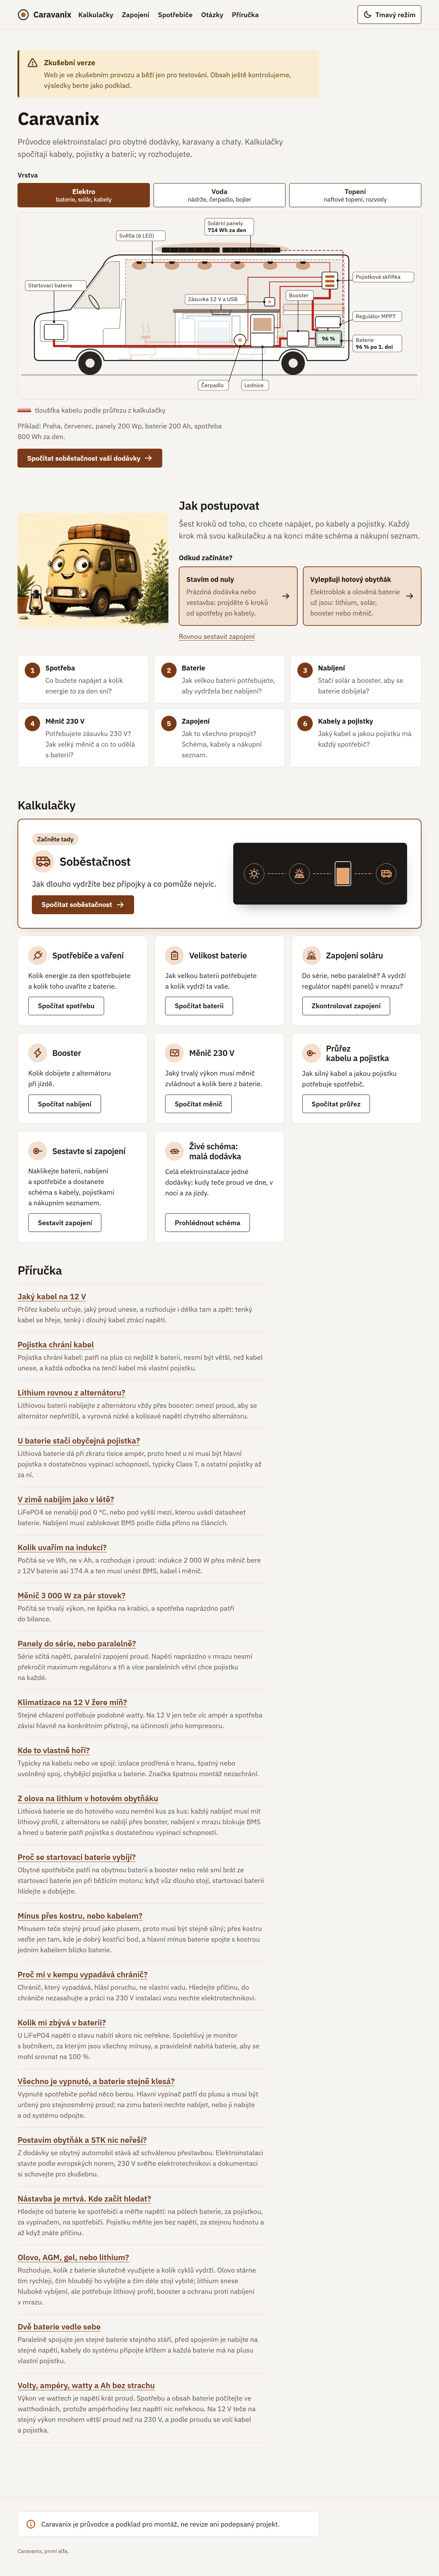 Caravanix
Kalkulačky
Zapojení
Spotřebiče
Otázky
Příručka
Tmavý režim
Zkušební verze
Web je ve zkušebním provozu a běží jen pro testování. Obsah ještě kontrolujeme,
výsledky berte jako podklad.
Caravanix
Průvodce elektroinstalací pro obytné dodávky, karavany a chaty. Kalkulačky
spočítají kabely, pojistky a baterii; vy rozhodujete.
Vrstva
Elektro
baterie, solár, kabely
Voda
nádrže, čerpadlo, bojler
Topení
naftové topení, rozvody
Solární panely
714 Wh za den
Světla (6 LED)
Pojistková skříňka
Startovací baterie
Zásuvka 12 V a USB
Booster
Regulátor MPPT
96 %
Baterie
96 % po 1. dni
Čerpadlo
Lednice
tloušťka kabelu podle průřezu z kalkulačky
Příklad: Praha, červenec, panely 200 Wp, baterie 200 Ah, spotřeba
800 Wh za den.
Spočítat soběstačnost vaší dodávky
Jak postupovat
Šest kroků od toho, co chcete napájet, po kabely a pojistky. Každý
krok má svou kalkulačku a na konci máte schéma a nákupní seznam.
Odkud začínáte?
Stavím od nuly
Prázdná dodávka nebo
vestavba: projděte 6 kroků
od spotřeby po kabely.
Vylepšuji hotový obytňák
Elektroblok a olověná baterie
už jsou: lithium, solár,
booster nebo měnič.
Rovnou sestavit zapojení
1
Spotřeba
Co budete napájet a kolik
energie to za den sní?
2
Baterie
Jak velkou baterii potřebujete,
aby vydržela bez nabíjení?
3
Nabíjení
Stačí solár a booster, aby se
baterie dobíjela?
4
Měnič 230 V
Potřebujete zásuvku 230 V?
Jak velký měnič a co to udělá
s baterií?
5
Zapojení
Jak to všechno propojit?
Schéma, kabely a nákupní
seznam.
6
Kabely a pojistky
Jaký kabel a jakou pojistku má
každý spotřebič?
Kalkulačky
Začněte tady
Soběstačnost
Jak dlouho vydržíte bez přípojky a co pomůže nejvíc.
Spočítat soběstačnost
Spotřebiče a vaření
Kolik energie za den spotřebujete
a kolik toho uvaříte z baterie.
Spočítat spotřebu
Velikost baterie
Jak velkou baterii potřebujete
a kolik vydrží ta vaše.
Spočítat baterii
Zapojení soláru
Do série, nebo paralelně? A vydrží
regulátor napětí panelů v mrazu?
Zkontrolovat zapojení
Booster
Kolik dobijete z alternátoru
při jízdě.
Spočítat nabíjení
Měnič 230 V
Jaký trvalý výkon musí měnič
zvládnout a kolik bere z baterie.
Spočítat měnič
Průřez
kabelu a pojistka
Jak silný kabel a jakou pojistku
potřebuje spotřebič.
Spočítat průřez
Sestavte si zapojení
Naklikejte baterii, nabíjení
a spotřebiče a dostanete
schéma s kabely, pojistkami
a nákupním seznamem.
Sestavit zapojení
Živé schéma:
malá dodávka
Celá elektroinstalace jedné
dodávky: kudy teče proud ve dne, v
noci a za jízdy.
Prohlédnout schéma
Příručka
Jaký kabel na 12 V
Průřez kabelu určuje, jaký proud unese, a rozhoduje i délka tam a zpět: tenký
kabel se hřeje, tenký i dlouhý kabel ztrácí napětí.
Pojistka chrání kabel
Pojistka chrání kabel: patří na plus co nejblíž k baterii, nesmí být větší, než kabel
unese, a každá odbočka na tenčí kabel má vlastní pojistku.
Lithium rovnou z alternátoru?
Lithiovou baterii nabíjejte z alternátoru vždy přes booster: omezí proud, aby se
alternátor nepřetížil, a vyrovná nízké a kolísavé napětí chytrého alternátoru.
U baterie stačí obyčejná pojistka?
Lithiová baterie dá při zkratu tisíce ampér, proto hned u ní musí být hlavní
pojistka s dostatečnou vypínací schopností, typicky Class T, a ostatní pojistky až
za ní.
V zimě nabíjím jako v létě?
LiFePO4 se nenabíjí pod 0 °C, nebo pod vyšší mezí, kterou uvádí datasheet
baterie. Nabíjení musí zablokovat BMS podle čidla přímo na článcích.
Kolik uvařím na indukci?
Počítá se ve Wh, ne v Ah, a rozhoduje i proud: indukce 2 000 W přes měnič bere
z 12V baterie asi 174 A a ten musí unést BMS, kabel i měnič.
Měnič 3 000 W za pár stovek?
Počítá se trvalý výkon, ne špička na krabici, a spotřeba naprázdno patří
do bilance.
Panely do série, nebo paralelně?
Série sčítá napětí, paralelní zapojení proud. Napětí naprázdno v mrazu nesmí
překročit maximum regulátoru a tři a více paralelních větví chce pojistku
na každé.
Klimatizace na 12 V žere míň?
Stejné chlazení potřebuje podobné watty. Na 12 V jen teče víc ampér a spotřeba
závisí hlavně na konkrétním přístroji, na účinnosti jeho kompresoru.
Kde to vlastně hoří?
Typicky na kabelu nebo ve spoji: izolace prodřená o hranu, špatný nebo
uvolněný spoj, chybějící pojistka u baterie. Značka špatnou montáž nezachrání.
Z olova na lithium v hotovém obytňáku
Lithiová baterie se do hotového vozu nemění kus za kus: každý nabíječ musí mít
lithiový profil, z alternátoru se nabíjí přes booster, nabíjení v mrazu blokuje BMS
a hned u baterie patří pojistka s dostatečnou vypínací schopností.
Proč se startovací baterie vybíjí?
Obytné spotřebiče patří na obytnou baterii a booster nebo relé smí brát ze
startovací baterie jen při běžícím motoru; když vůz dlouho stojí, startovací baterii
hlídejte a dobíjejte.
Mínus přes kostru, nebo kabelem?
Mínusem teče stejný proud jako plusem, proto musí být stejně silný; přes kostru
veďte jen tam, kde je dobrý kostřicí bod, a hlavní mínus baterie spojte s kostrou
jedním kabelem blízko baterie.
Proč mi v kempu vypadává chránič?
Chránič, který vypadává, hlásí poruchu, ne vlastní vadu. Hledejte příčinu, do
chrániče nezasahujte a práci na 230 V instalaci vozu nechte elektrotechnikovi.
Kolik mi zbývá v baterii?
U LiFePO4 napětí o stavu nabití skoro nic neřekne. Spolehlivý je monitor
s bočníkem, za kterým jsou všechny mínusy, a pravidelně nabitá baterie, aby se
mohl srovnat na 100 %.
Všechno je vypnuté, a baterie stejně klesá?
Vypnuté spotřebiče pořád něco berou. Hlavní vypínač patří do plusu a musí být
určený pro stejnosměrný proud; na zimu baterii nechte nabíjet, nebo ji nabijte
a od systému odpojte.
Postavím obytňák a STK nic neřeší?
Z dodávky se obytný automobil stává až schválenou přestavbou. Elektroinstalaci
stavte podle evropských norem, 230 V svěřte elektrotechnikovi a dokumentaci
si schovejte pro zkušebnu.
Nástavba je mrtvá. Kde začít hledat?
Hledejte od baterie ke spotřebiči a měřte napětí: na pólech baterie, za pojistkou,
za vypínačem, na spotřebiči. Pojistku měňte jen bez napětí, za stejnou hodnotu a
až když znáte příčinu.
Olovo, AGM, gel, nebo lithium?
Rozhoduje, kolik z baterie skutečně využijete a kolik cyklů vydrží. Olovo stárne
tím rychleji, čím hlouběji ho vybijíte a čím déle stojí vybité; lithium snese
hluboké vybíjení, ale potřebuje lithiový profil, booster a ochranu proti nabíjení
v mrazu.
Dvě baterie vedle sebe
Paralelně spojujte jen stejné baterie stejného stáří, před spojením je nabijte na
stejné napětí, kabely do systému připojte křížem a každá baterie má na plusu
vlastní pojistku.
Volty, ampéry, watty a Ah bez strachu
Výkon ve wattech je napětí krát proud. Spotřebu a obsah baterie počítejte ve
watthodinách, protože ampérhodiny bez napětí nic neřeknou. Na 12 V teče na
stejný výkon mnohem větší proud než na 230 V, a podle proudu se volí kabel
a pojistka.
Caravanix je průvodce a podklad pro montáž, ne revize ani podepsaný projekt.
Caravanix, první alfa.